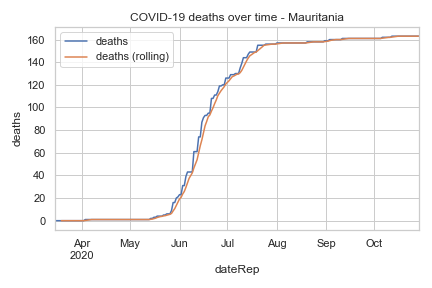 COVID-19 deaths over time - Mauritania
deaths
deaths (rolling)
160
140
120
100
80
60
40
20
0
deaths
Apr May Jun Jul Aug Sep Oct
2020
dateRep